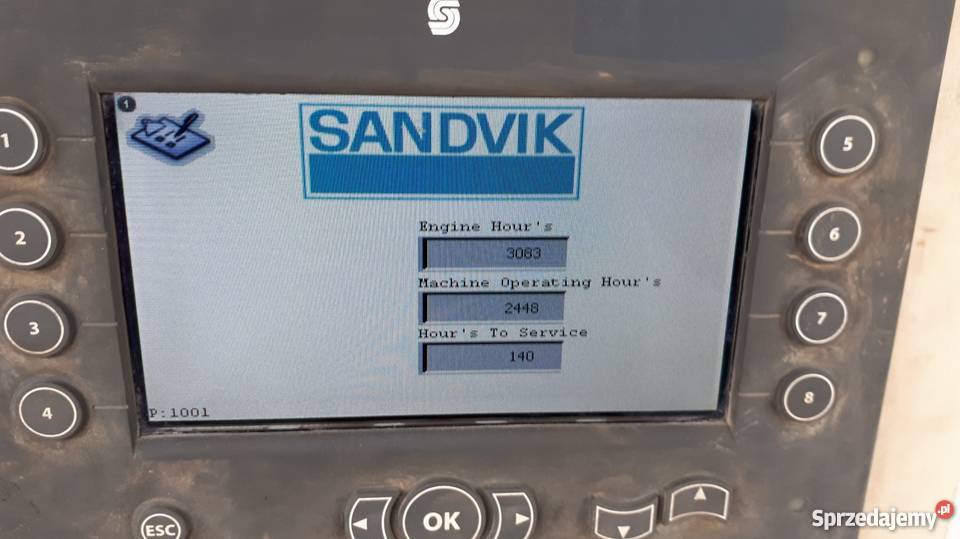 1
SANDVIK
Engine Hour's
3083
Machine Operating Hour's
2448
Hour's To Service
140
P:1001
1
2
3
4
5
6
7
8
ESC
OK
Sprzedajemy.pl